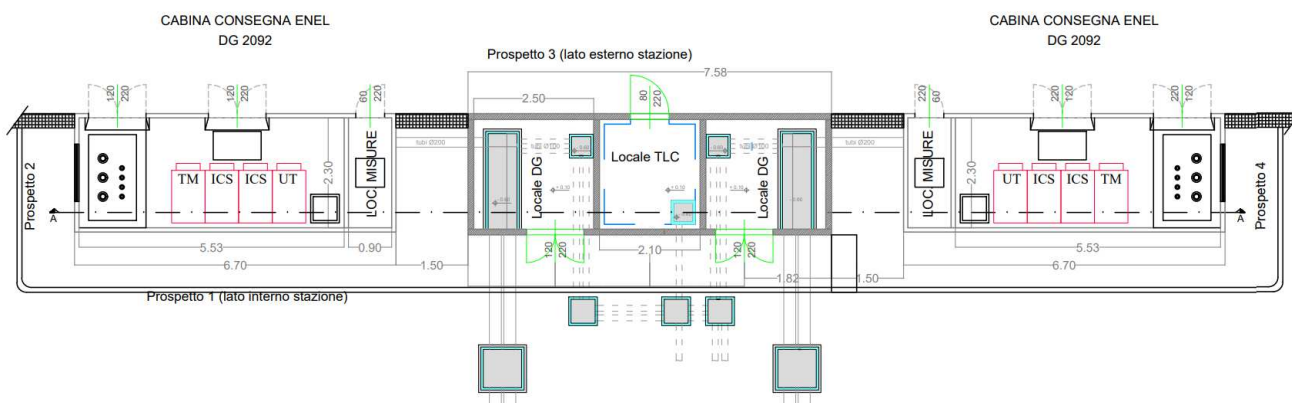 CABINA CONSEGNA ENEL
DG 2092
CABINA CONSEGNA ENEL
DG 2092
Prospetto 3 (lato esterno stazione)
7.58
120
220
120
220
60
220
2.50
80
220
220
60
220
120
220
120
tubi Ø200
tubi Ø200
Prospetto 2
TM
ICS
ICS
UT
2.30
LOC. MISURE
Locale DG
Locale TLC
Locale DG
LOC. MISURE
2.30
UT
ICS
ICS
TM
Prospetto 4
A
A
5.53
0.90
120
220
2.10
120
220
5.53
6.70
1.50
1.82
1.50
6.70
Prospetto 1 (lato interno stazione)